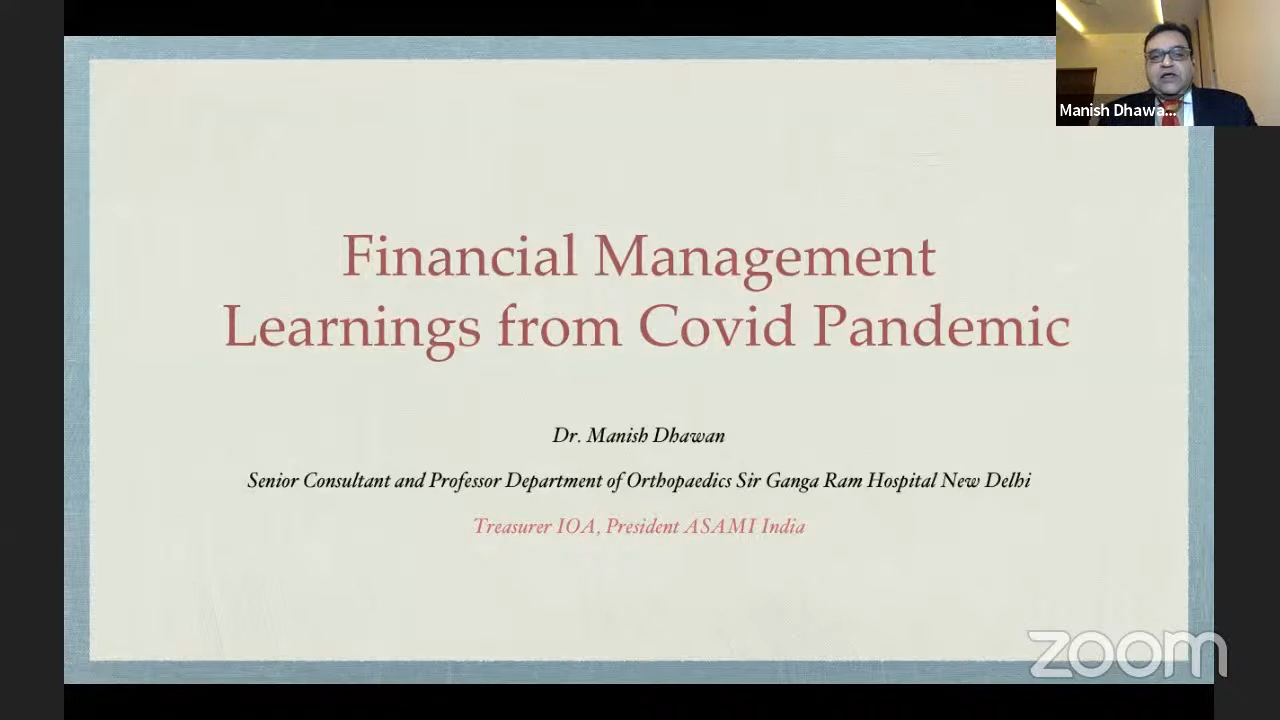 Manish Dhawa...
Financial Management
Learnings from Covid Pandemic
Dr. Manish Dhawan
Senior Consultant and Professor Department of Orthopaedics Sir Ganga Ram Hospital New Delhi
Treasurer IOA, President ASAMI India
zoom